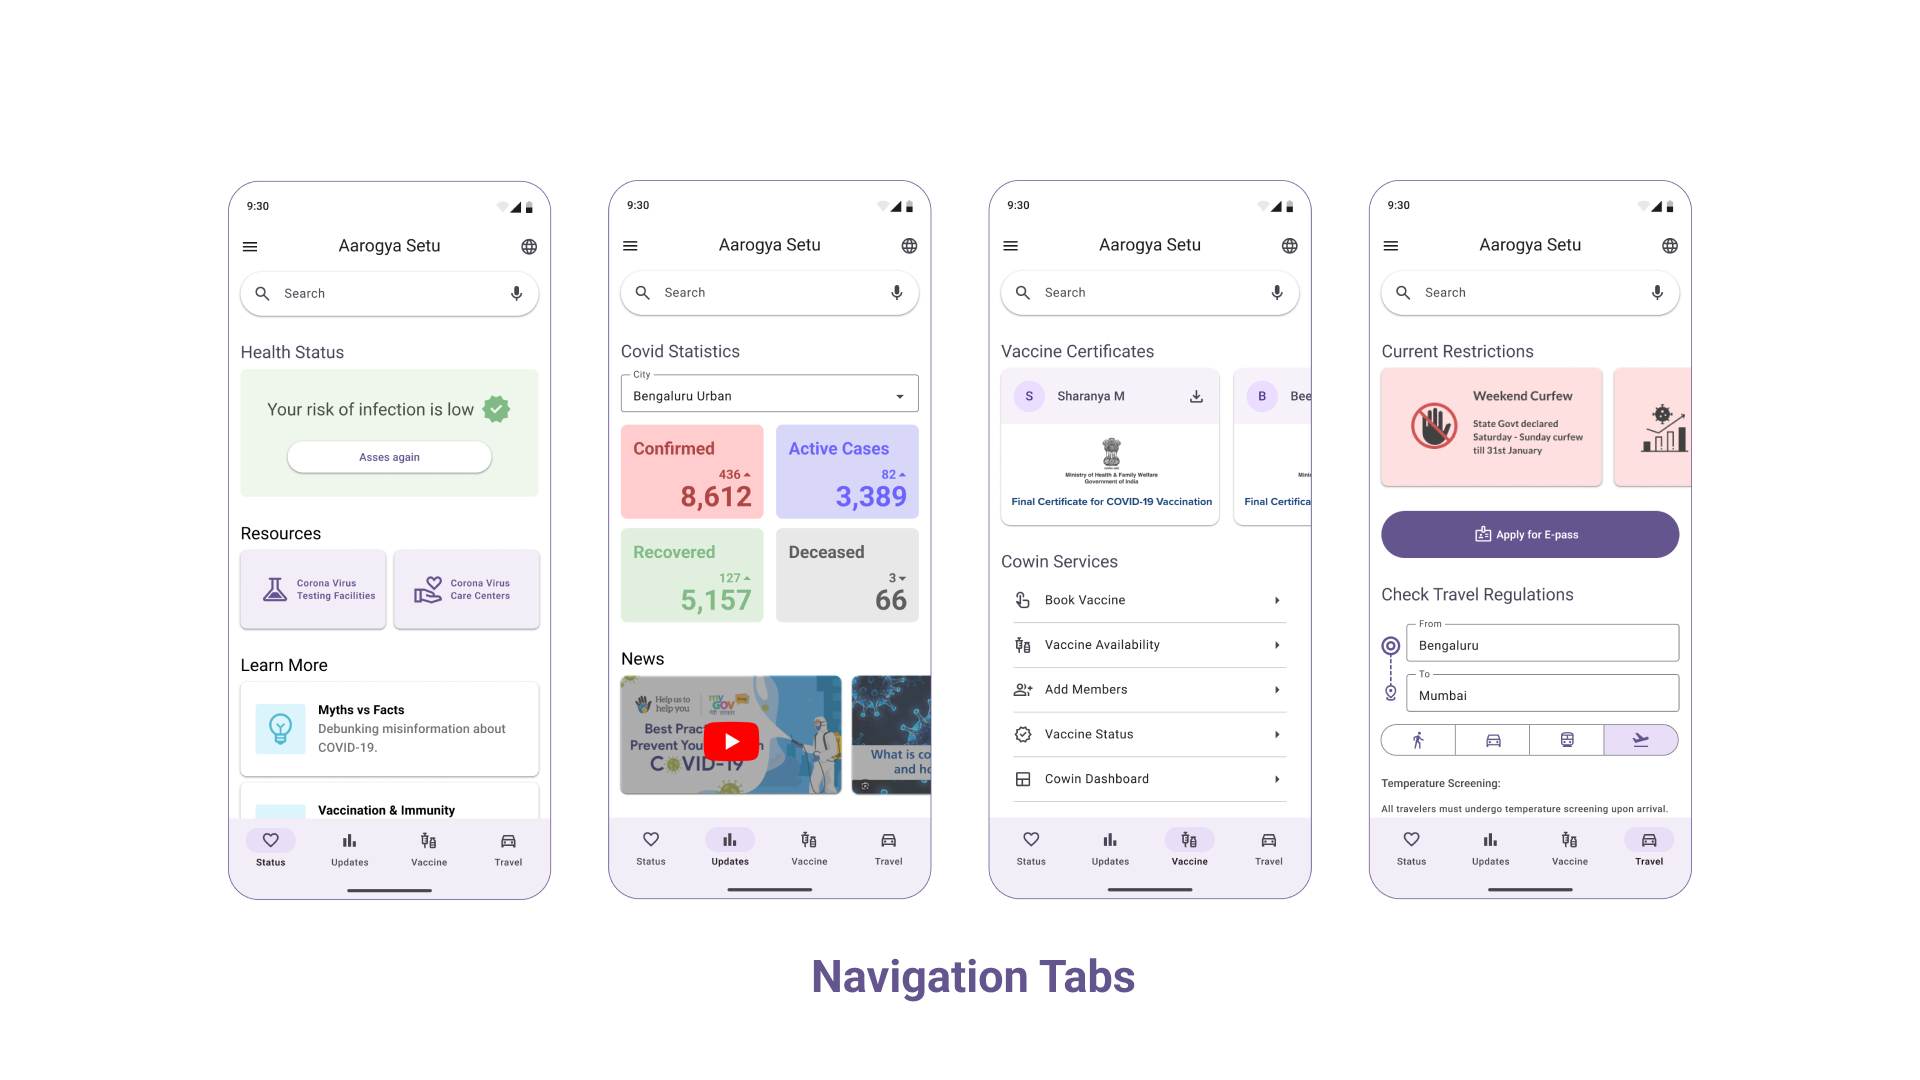 9:30
Aarogya Setu
Search
Health Status
Your risk of infection is low
Asses again
Resources
Corona Virus
Testing Facilities
Corona Virus
Care Centers
Learn More
Myths vs Facts
Debunking misinformation about
COVID-19.
Vaccination & Immunity
Status
Updates
Vaccine
Travel
9:30
Aarogya Setu
Search
Covid Statistics
City
Bengaluru Urban
Confirmed
436
8,612
Active Cases
82
3,389
Recovered
127
5,157
Deceased
3
66
News
Help us to
help you
my
GOV
मेरी सरकार
Best Prac
Prevent You
COVID-19
What is co
and ho
Status
Updates
Vaccine
Travel
9:30
Aarogya Setu
Search
Vaccine Certificates
S
Sharanya M
Ministry of Health & Family Welfare
Government of India
Final Certificate for COVID-19 Vaccination
B
Bee
Minis
Final Certifica
Cowin Services
Book Vaccine
Vaccine Availability
Add Members
Vaccine Status
Cowin Dashboard
Status
Updates
Vaccine
Travel
9:30
Aarogya Setu
Search
Current Restrictions
Weekend Curfew
State Govt declared
Saturday - Sunday curfew
till 31st January
Apply for E-pass
Check Travel Regulations
From
Bengaluru
To
Mumbai
Temperature Screening:
All travelers must undergo temperature screening upon arrival.
Status
Updates
Vaccine
Travel
Navigation Tabs